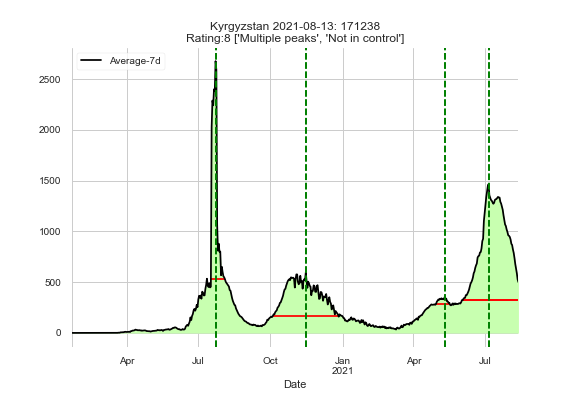 Kyrgyzstan 2021-08-13: 171238
Rating:8 ['Multiple peaks', 'Not in control']
Average-7d
2500
2000
1500
1000
500
0
Apr Jul Oct Jan Apr Jul
2021
Date